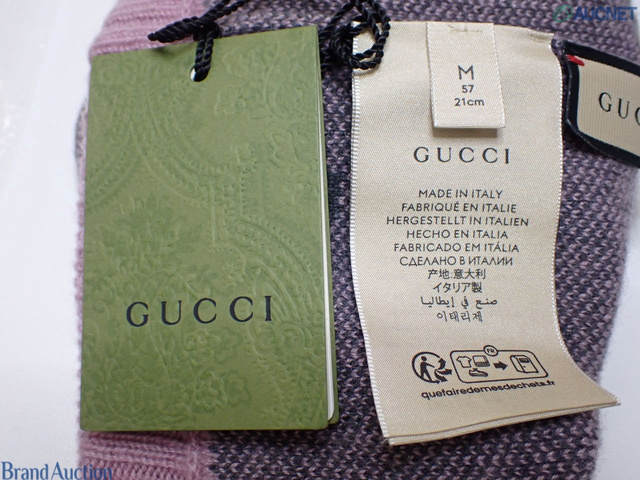 AUCNET
M
57
21cm
GUC
GUCCI
MADE IN ITALY
FABRIQUÉ EN ITALIE
HERGESTELLT IN ITALIEN
HECHO EN ITALIA
FABRICADO EM ITÁLIA
СДЕЛАНО В ИТАЛИИ
产地:意大利
イタリア製
صنع في إيطاليا
이태리제
FR
quefairedemesdechets.fr
GUCCI
Brand Auction